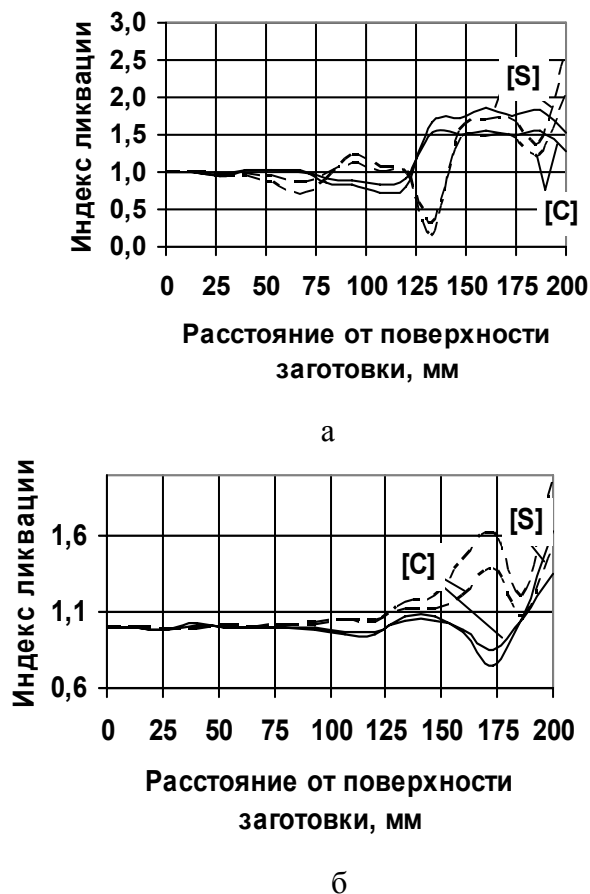 Индекс ликвации
3,0
2,5
2,0
1,5
1,0
0,5
0,0
[S]
[C]
0 25 50 75 100 125 150 175 200
Расстояние от поверхности
заготовки, мм
а
Индекс ликвации
1,6
1,1
0,6
[S]
[C]
0 25 50 75 100 125 150 175 200
Расстояние от поверхности
заготовки, мм
б